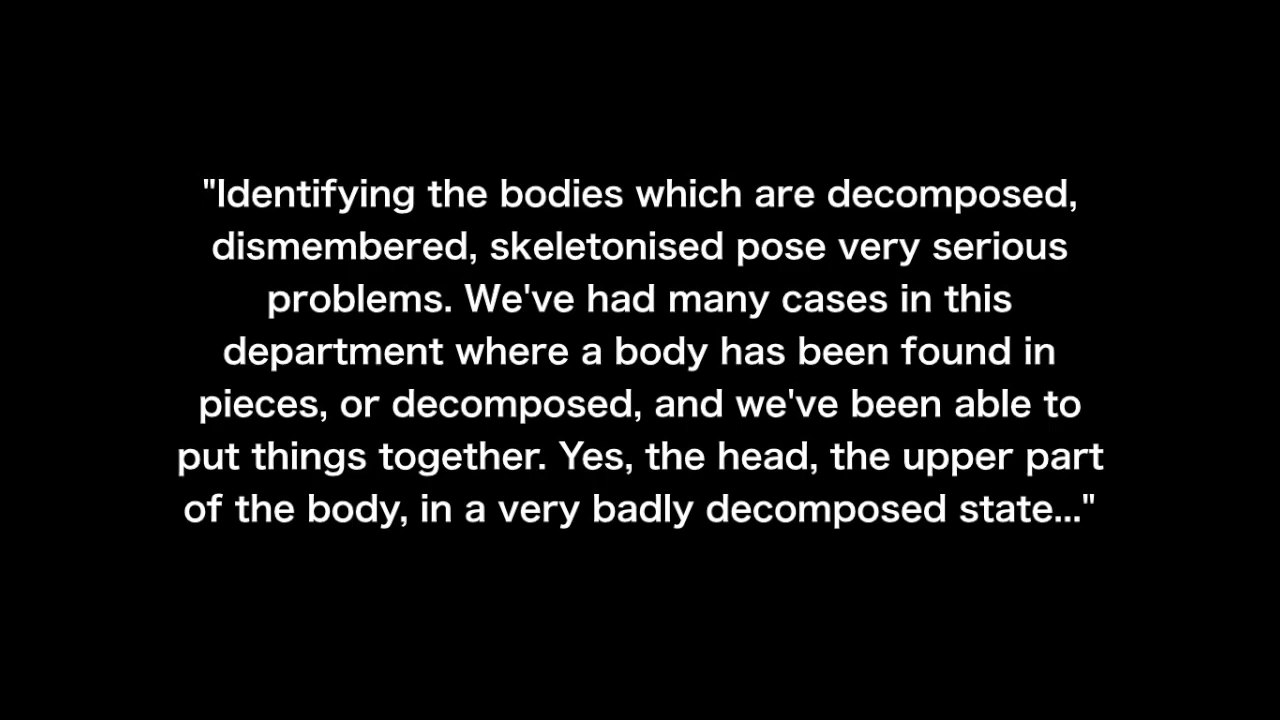 "Identifying the bodies which are decomposed,
dismembered, skeletonised pose very serious
problems. We've had many cases in this
department where a body has been found in
pieces, or decomposed, and we've been able to
put things together. Yes, the head, the upper part
of the body, in a very badly decomposed state..."